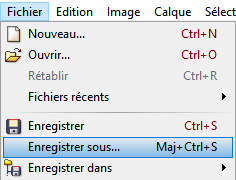 Fichier Edition Image Calque Sélect
Nouveau... Ctrl+N
Ouvrir... Ctrl+O
Rétablir Ctrl+R
Fichiers récents
Enregistrer Ctrl+S
Enregistrer sous... Maj+Ctrl+S
Enregistrer dans